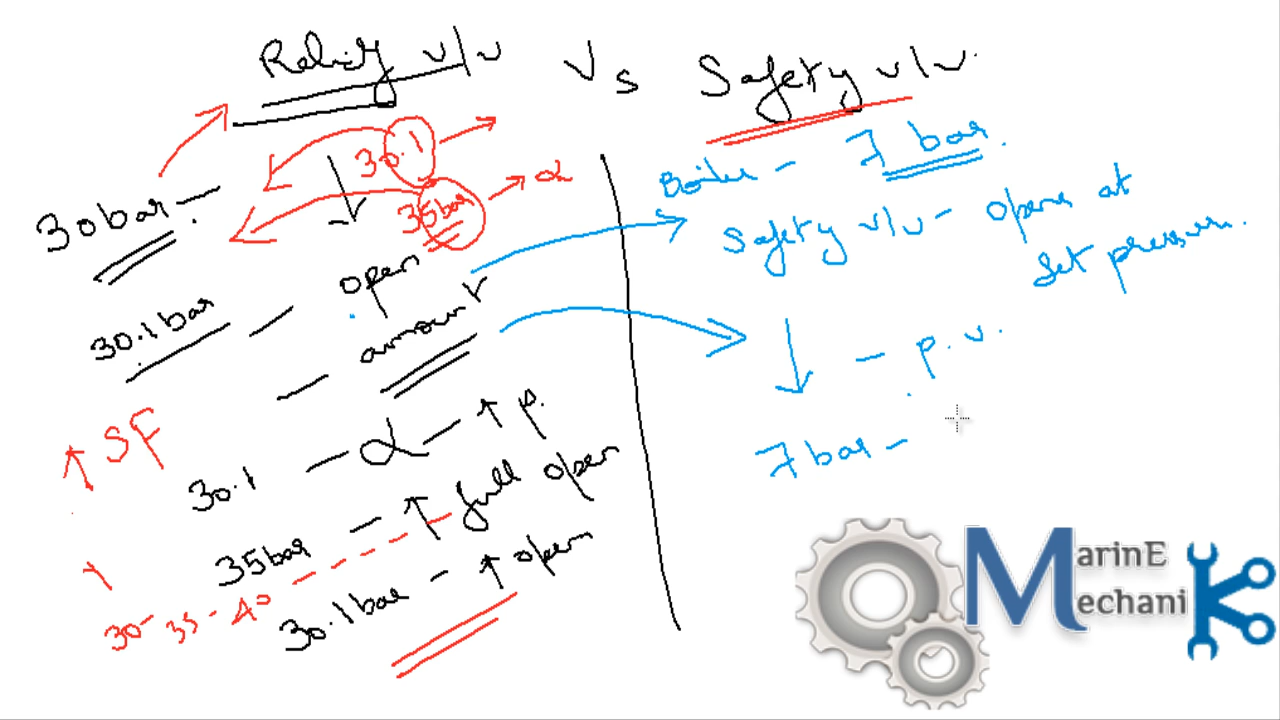 Relief v/v Vs Safety v/v.
30.1
35bar α
30bar -
30.1bar - open
- amount
30.1 - α - ↑ p.
35bar - ↑ full open
30.1bar - ↑ open
↑ SF
30-35-40
Boiler - 7 bar.
Safety v/v - opens at
set pressure.
↓ - p.v.
7bar -
MarinE
Mechanik